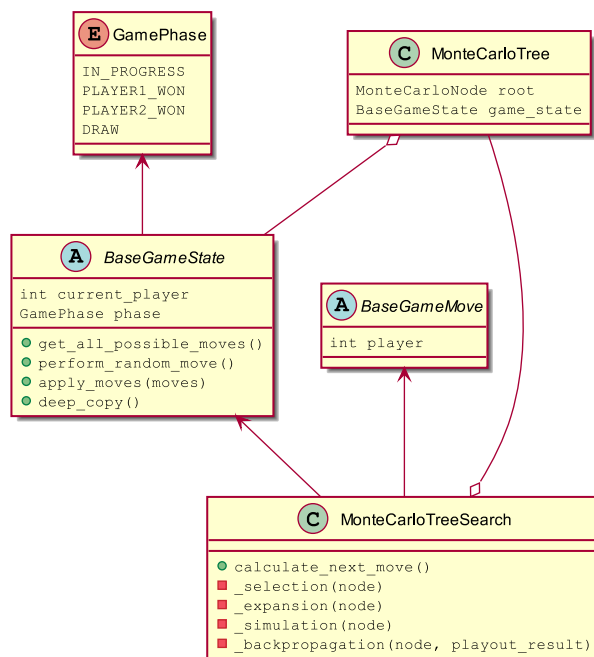 E GamePhase
IN_PROGRESS
PLAYER1_WON
PLAYER2_WON
DRAW
C MonteCarloTree
MonteCarloNode root
BaseGameState game_state
A BaseGameState
int current_player
GamePhase phase
get_all_possible_moves()
perform_random_move()
apply_moves(moves)
deep_copy()
A BaseGameMove
int player
C MonteCarloTreeSearch
calculate_next_move()
_selection(node)
_expansion(node)
_simulation(node)
_backpropagation(node, playout_result)